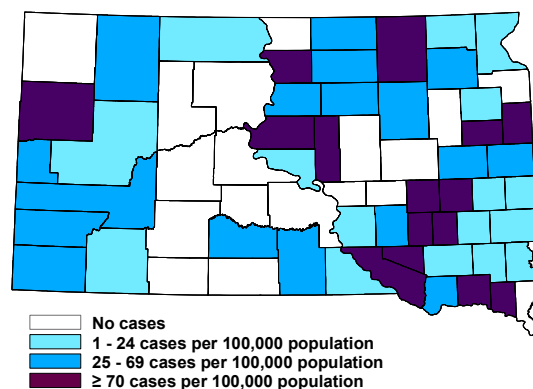 No cases
1 - 24 cases per 100,000 population
25 - 69 cases per 100,000 population
≥ 70 cases per 100,000 population